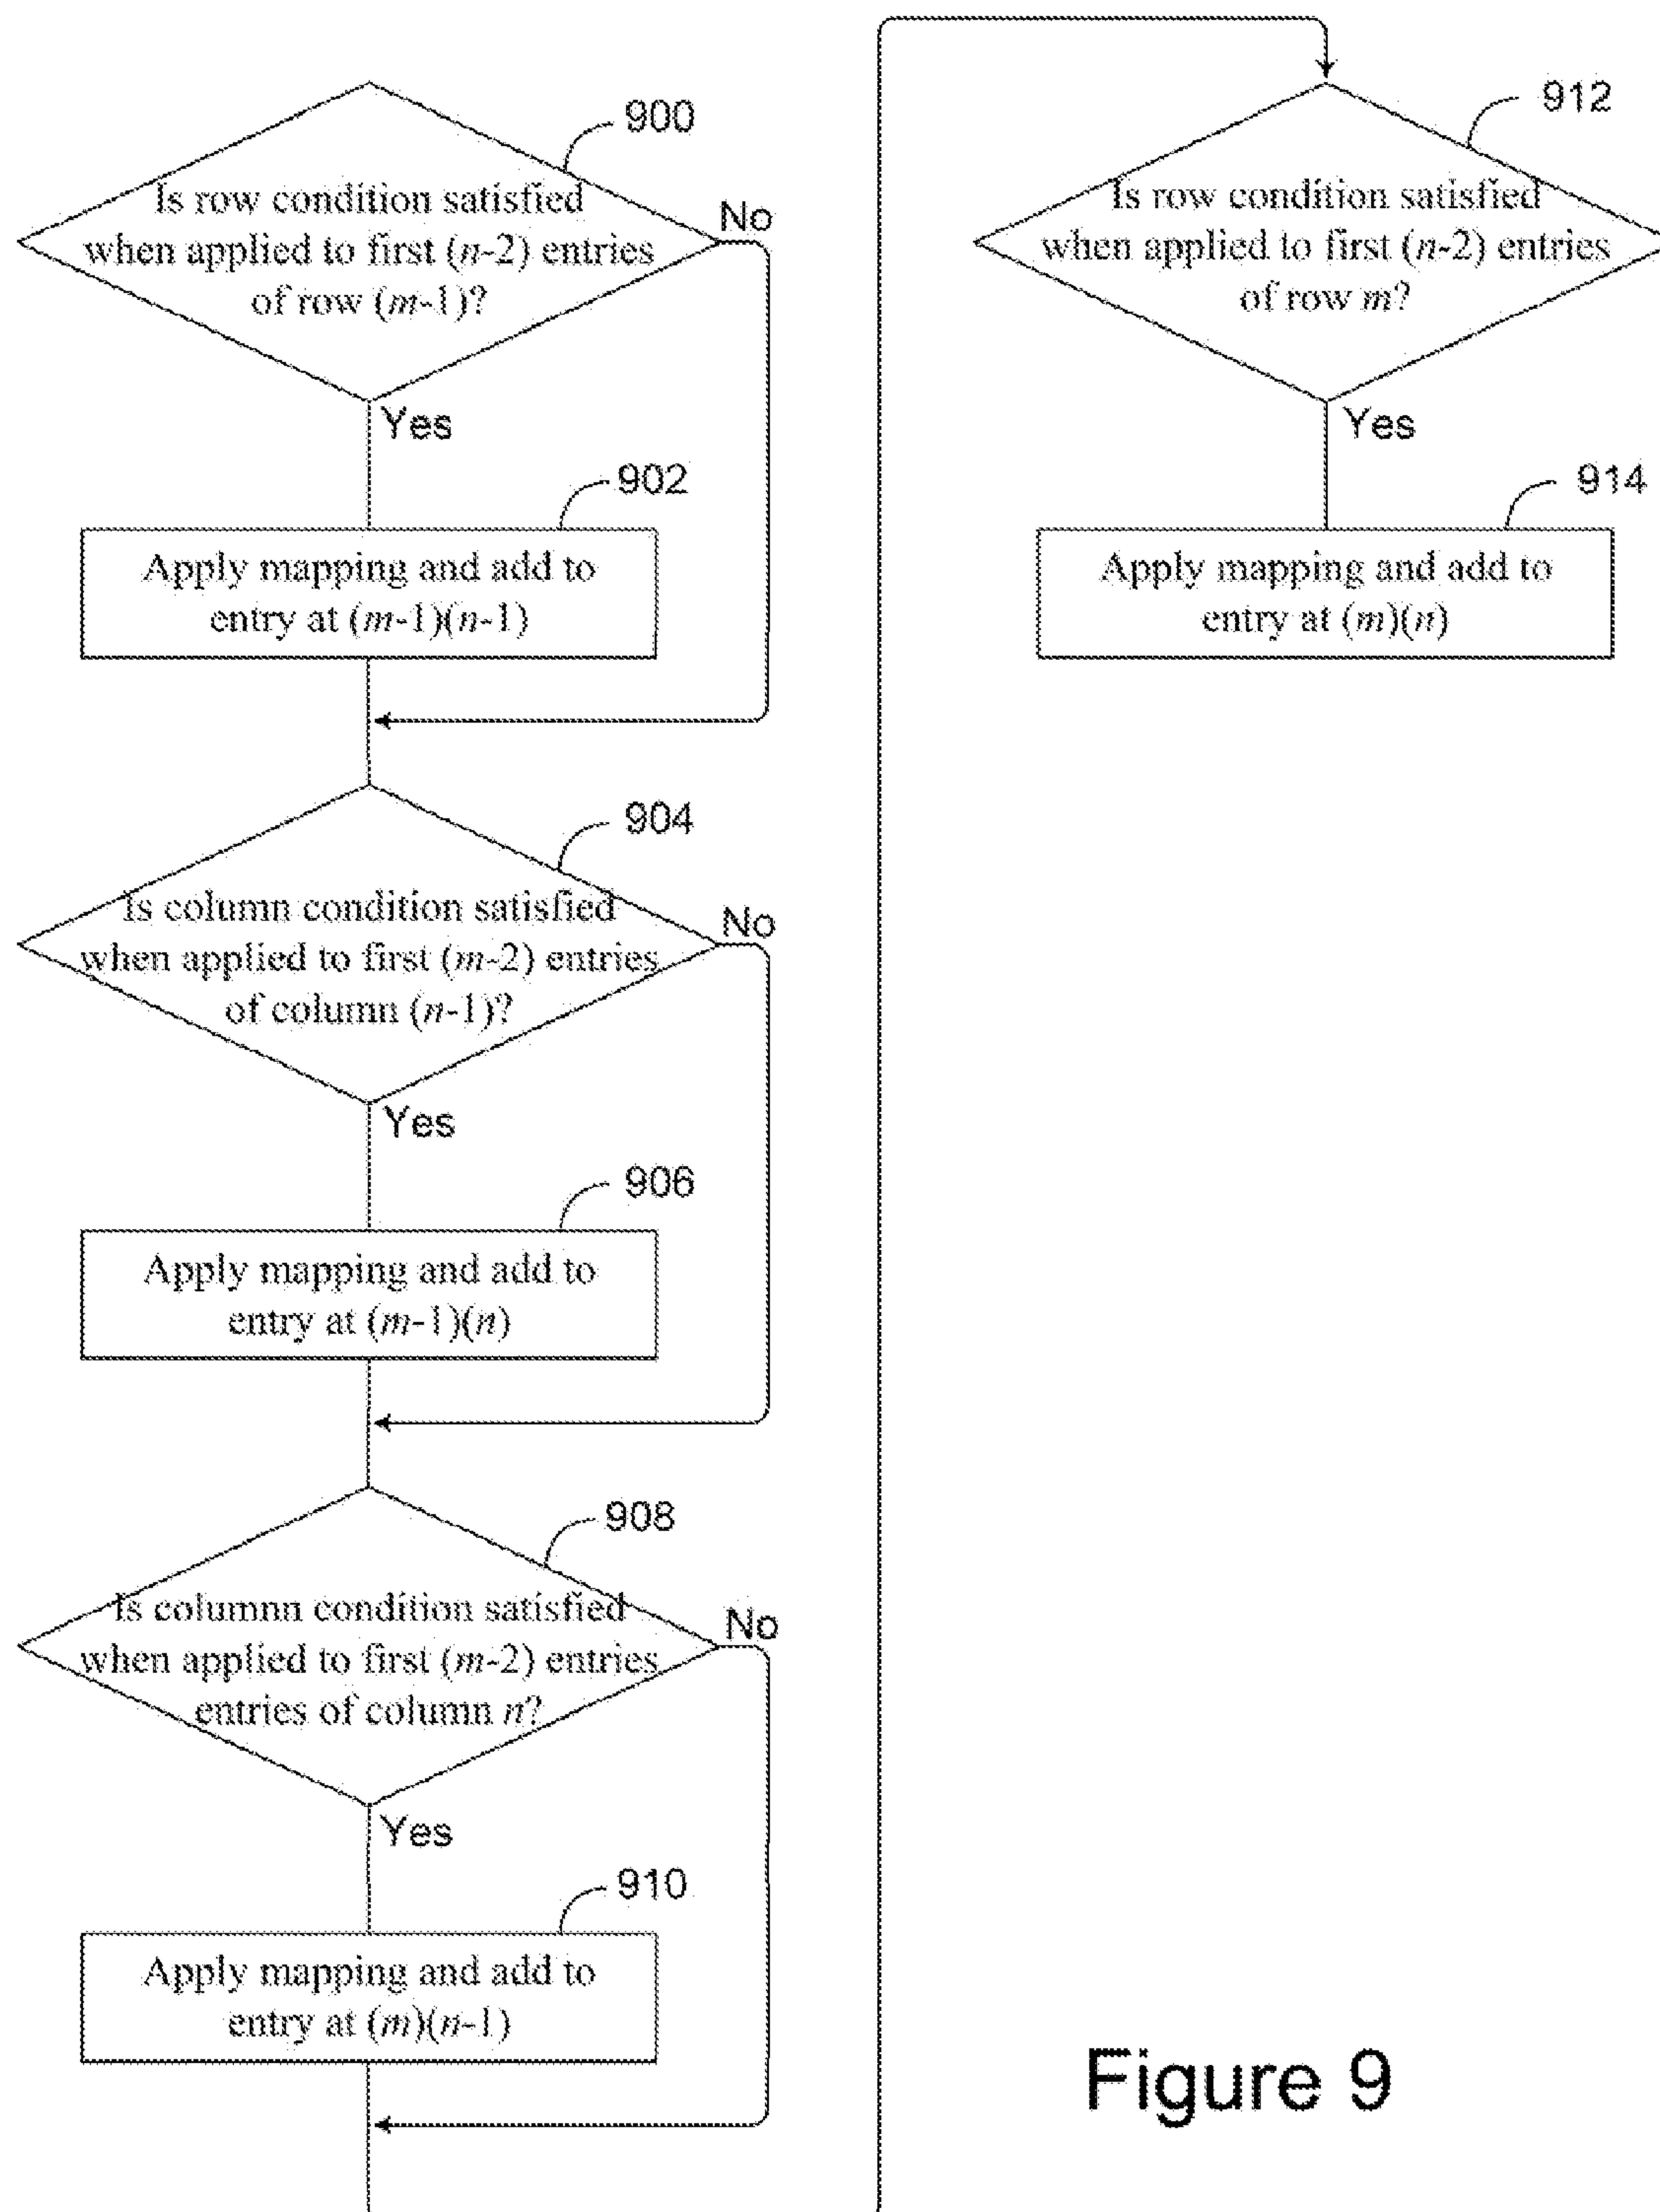 900
Is row condition satisfied
when applied to first (n-2) entries
of row (m-1)?
No
Yes
902
Apply mapping and add to
entry at (m-1)(n-1)
904
Is column condition satisfied
when applied to first (m-2) entries
of column (n-1)?
No
Yes
906
Apply mapping and add to
entry at (m-1)(n)
908
Is columnn condition satisfied
when applied to first (m-2) entries
entries of column n?
No
Yes
910
Apply mapping and add to
entry at (m)(n-1)
912
Is row condition satisfied
when applied to first (n-2) entries
of row m?
Yes
914
Apply mapping and add to
entry at (m)(n)
Figure 9